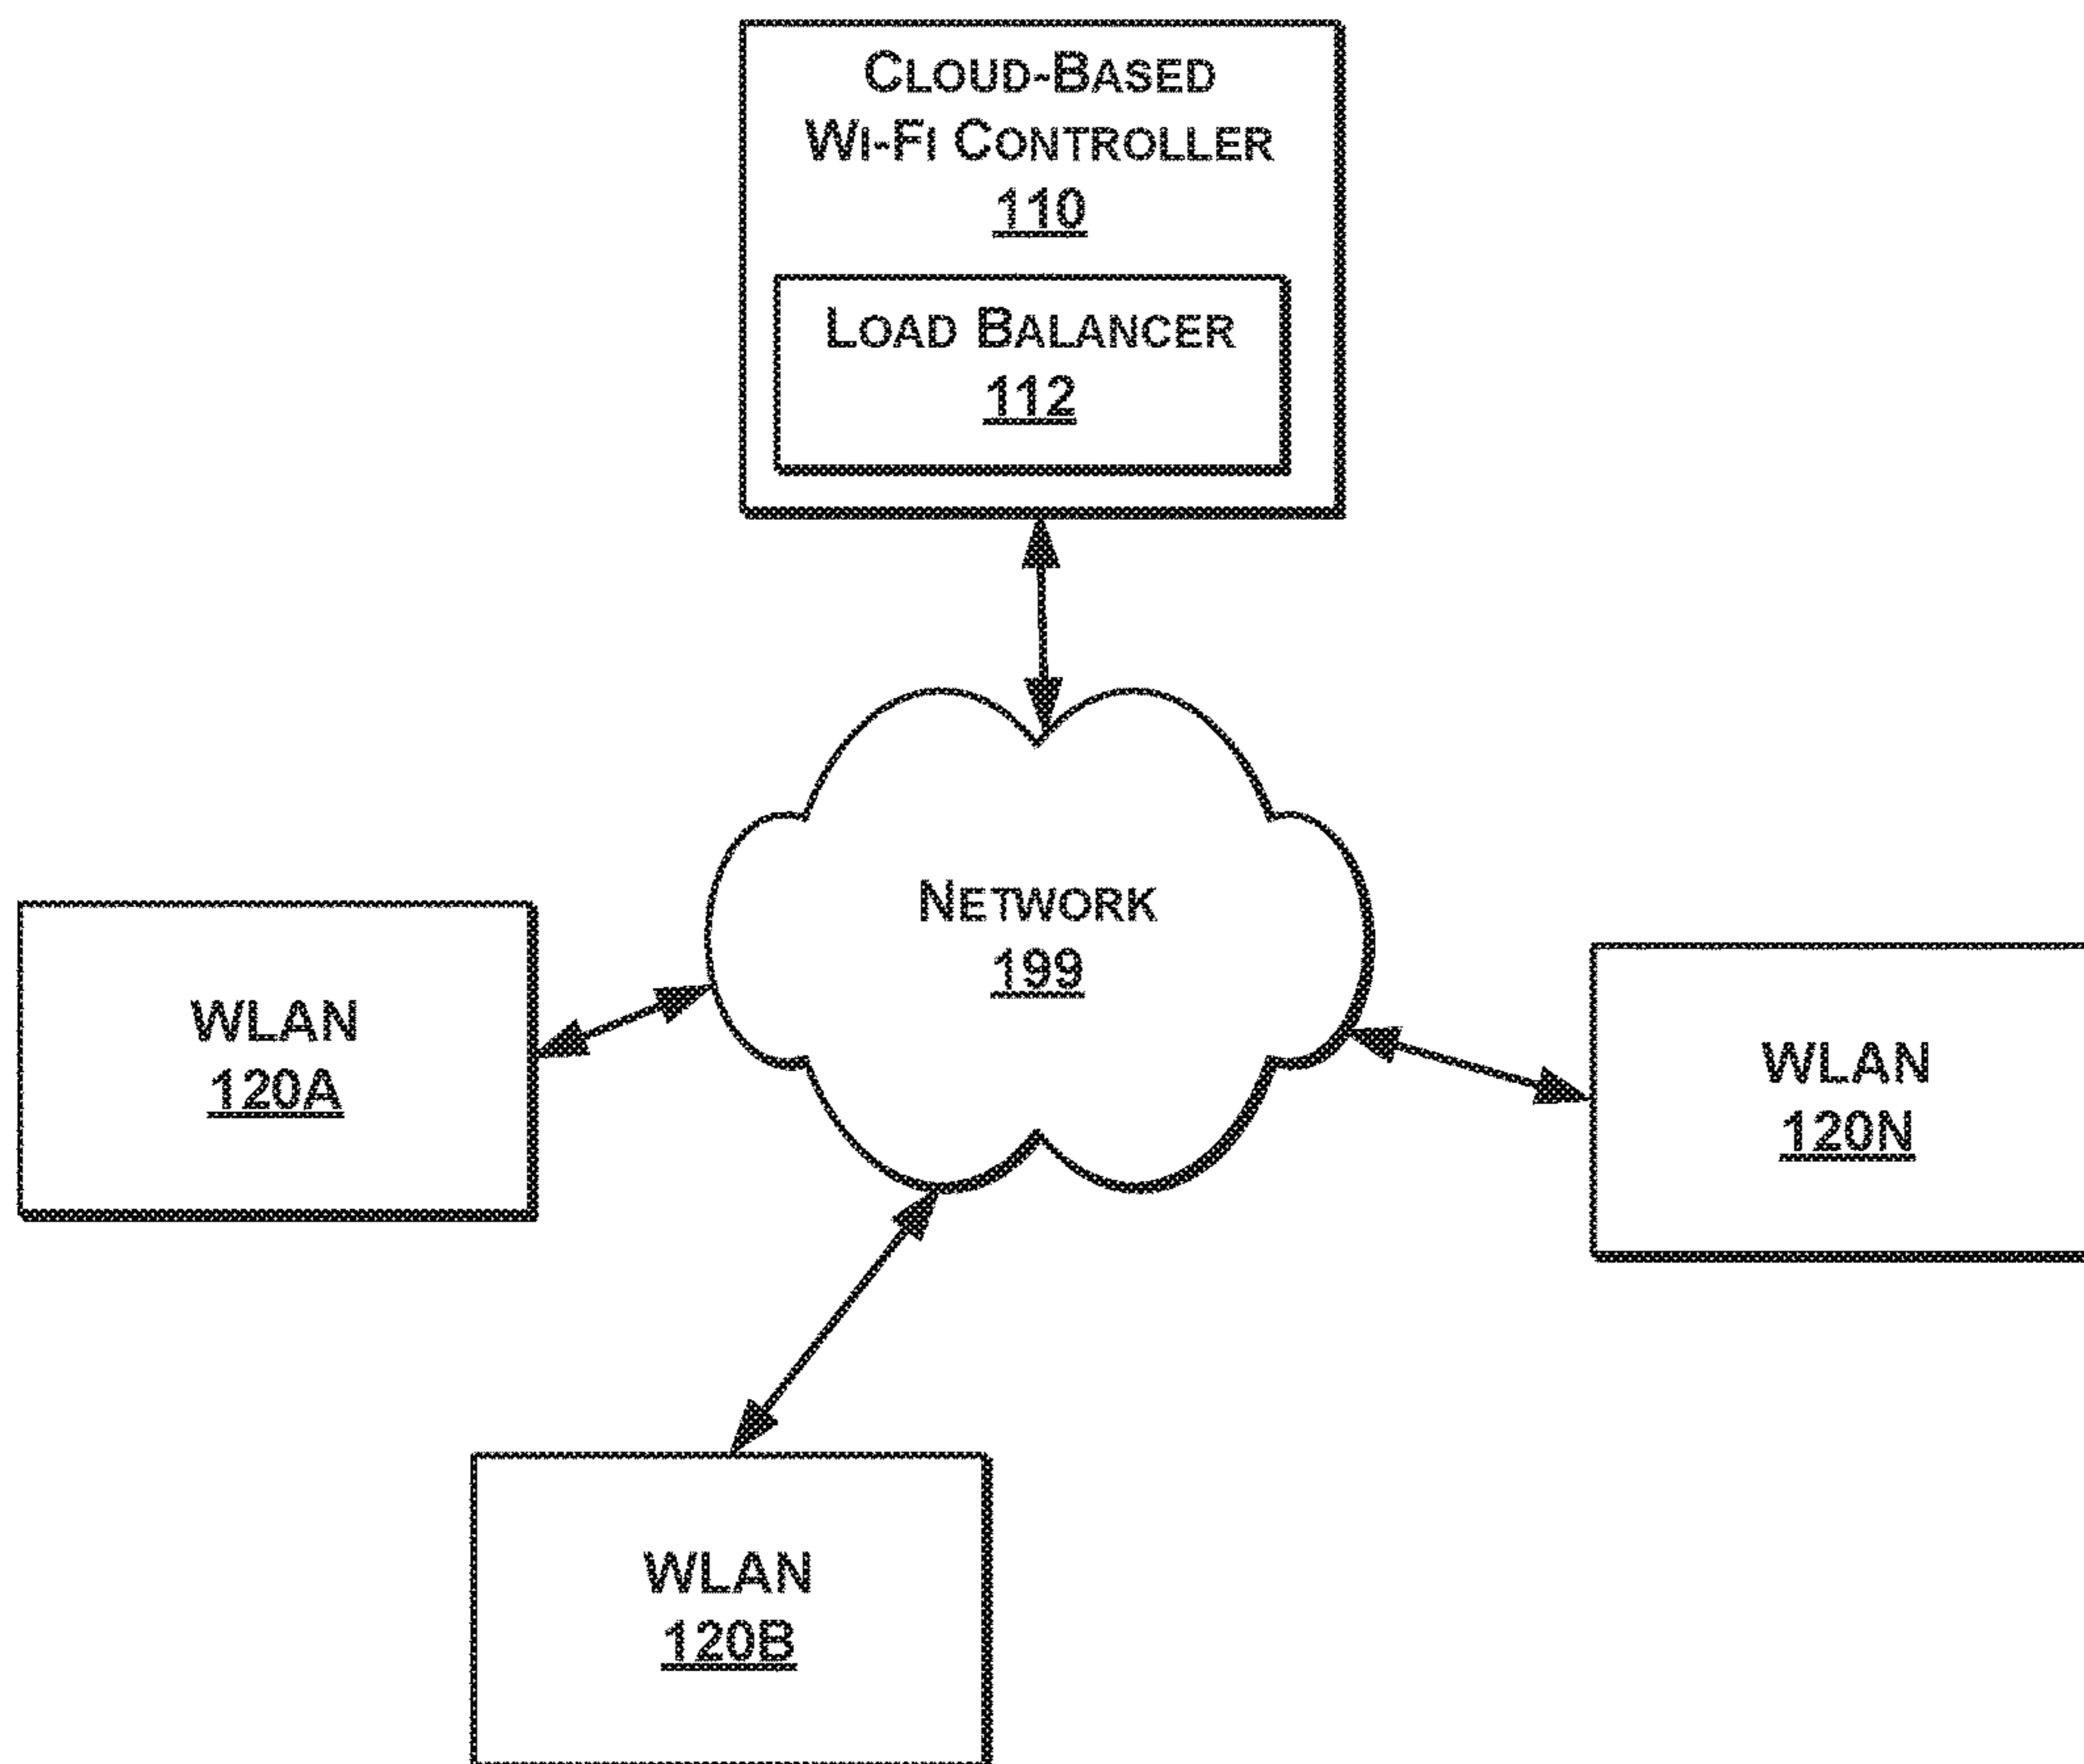 CLOUD-BASED
WI-FI CONTROLLER
110
LOAD BALANCER
112
NETWORK
199
WLAN
120A
WLAN
120N
WLAN
120B